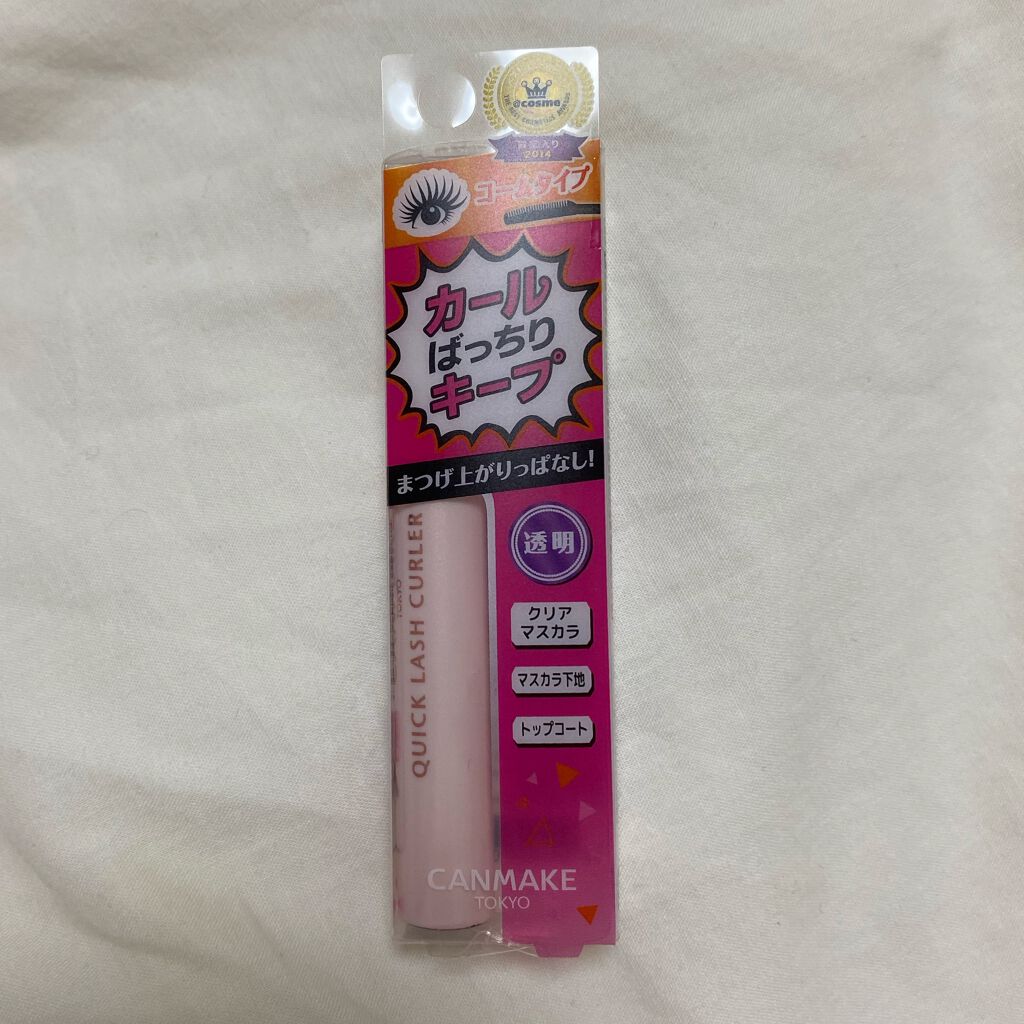 @cosme
THE BEST COSMETICS AWARDS
殿堂入り
2014
コームタイプ
カール
ばっちり
キープ
まつげ上がりっぱなし!
透明
クリア
マスカラ
マスカラ下地
トップコート
QUICK LASH CURLER
TOKYO
CANMAKE
TOKYO